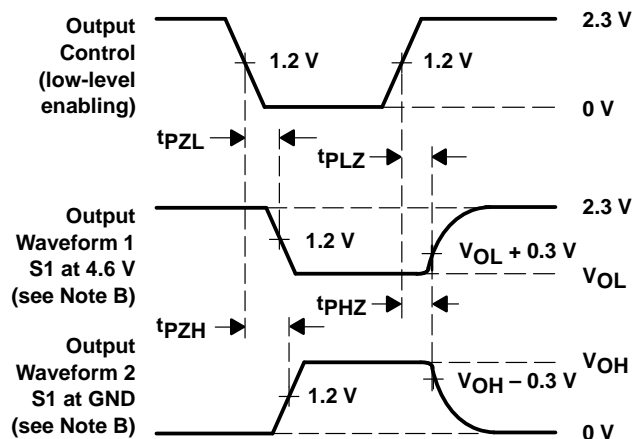 Output
Control
(low-level
enabling)
1.2 V
1.2 V
2.3 V
0 V
tPZL
tPLZ
Output
Waveform 1
S1 at 4.6 V
(see Note B)
1.2 V
2.3 V
VOL + 0.3 V
VOL
tPZH
tPHZ
Output
Waveform 2
S1 at GND
(see Note B)
1.2 V
VOH
VOH – 0.3 V
0 V